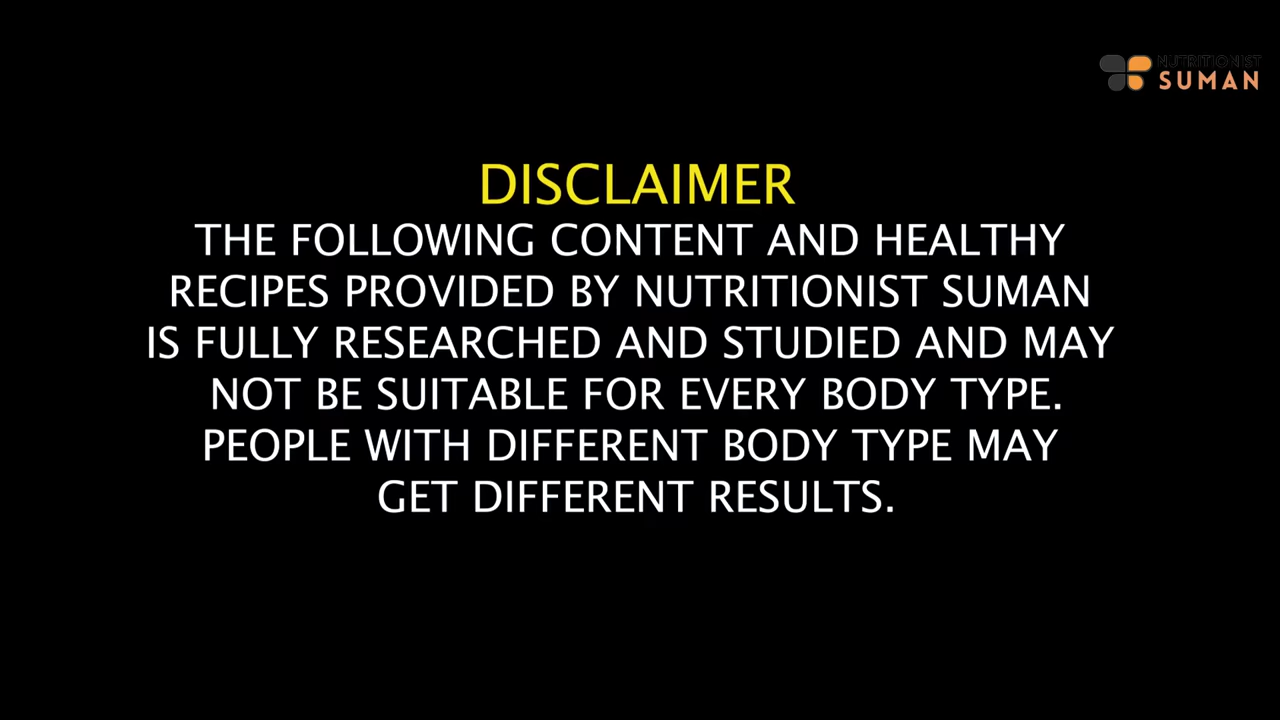 NUTRITIONIST
SUMAN
DISCLAIMER
THE FOLLOWING CONTENT AND HEALTHY
RECIPES PROVIDED BY NUTRITIONIST SUMAN
IS FULLY RESEARCHED AND STUDIED AND MAY
NOT BE SUITABLE FOR EVERY BODY TYPE.
PEOPLE WITH DIFFERENT BODY TYPE MAY
GET DIFFERENT RESULTS.